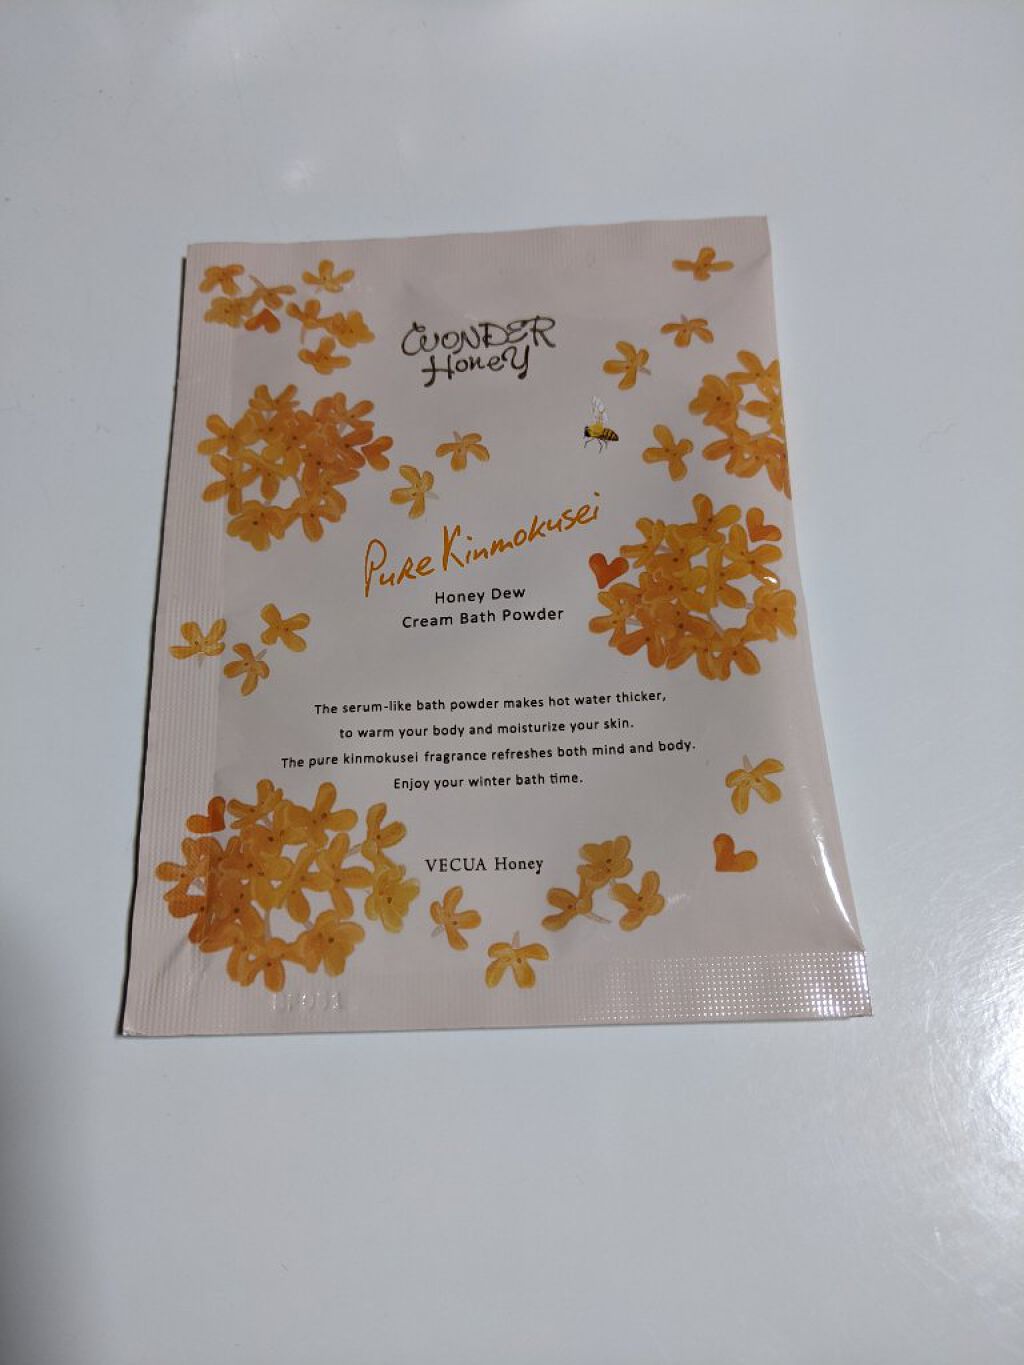 WONDER
Honey
Pure Kinmokusei
Honey Dew
Cream Bath Powder
The serum-like bath powder makes hot water thicker,
to warm your body and moisturize your skin.
The pure kinmokusei fragrance refreshes both mind and body.
Enjoy your winter bath time.
VECUA Honey